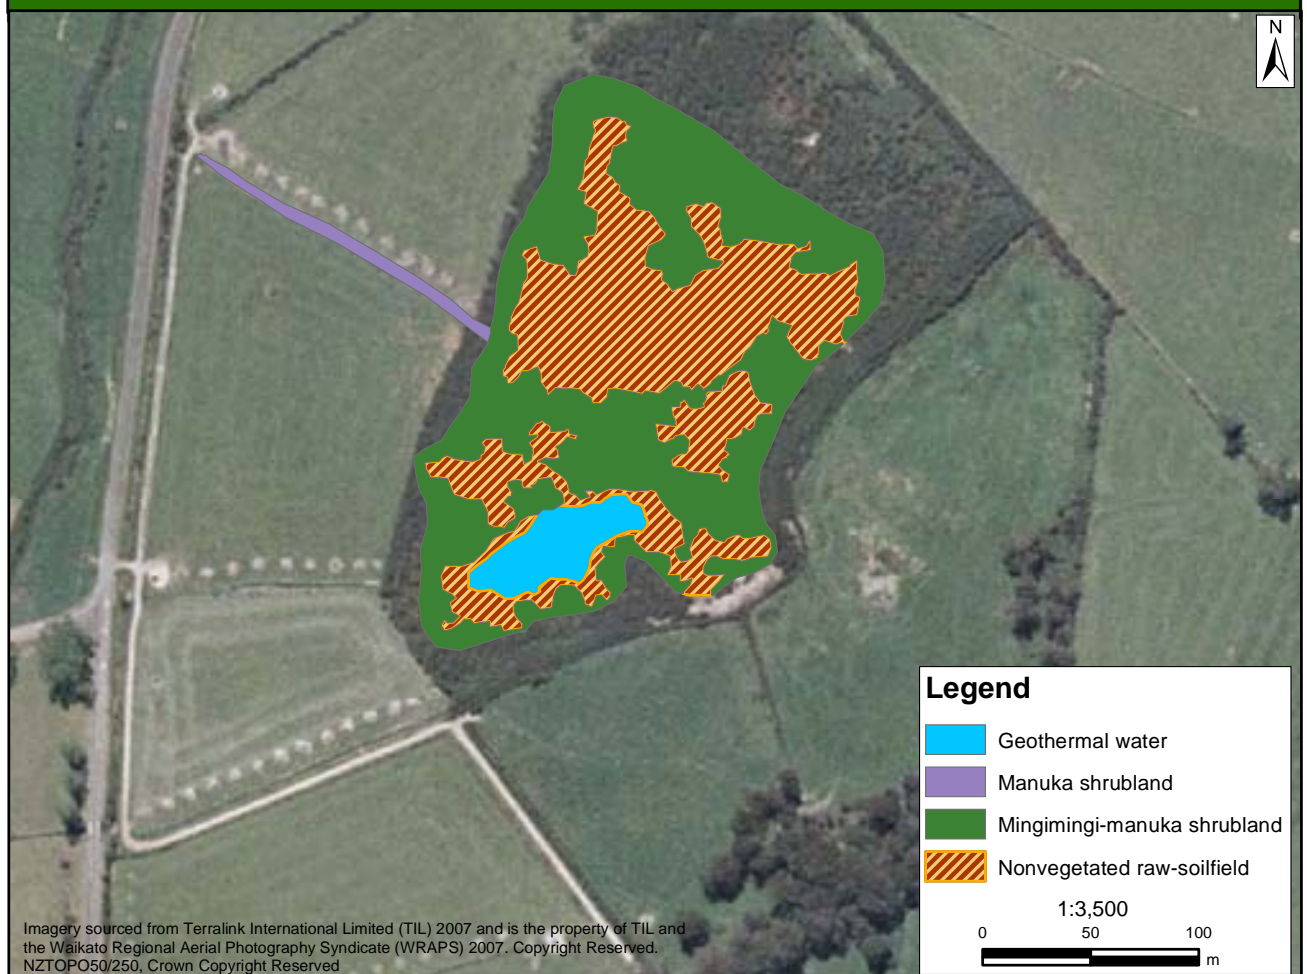 N
Legend
Geothermal water
Manuka shrubland
Mingimingi-manuka shrubland
Nonvegetated raw-soilfield
1:3,500
0 50 100
m
Imagery sourced from Terralink International Limited (TIL) 2007 and is the property of TIL and
the Waikato Regional Aerial Photography Syndicate (WRAPS) 2007. Copyright Reserved.
NZTOPO50/250, Crown Copyright Reserved